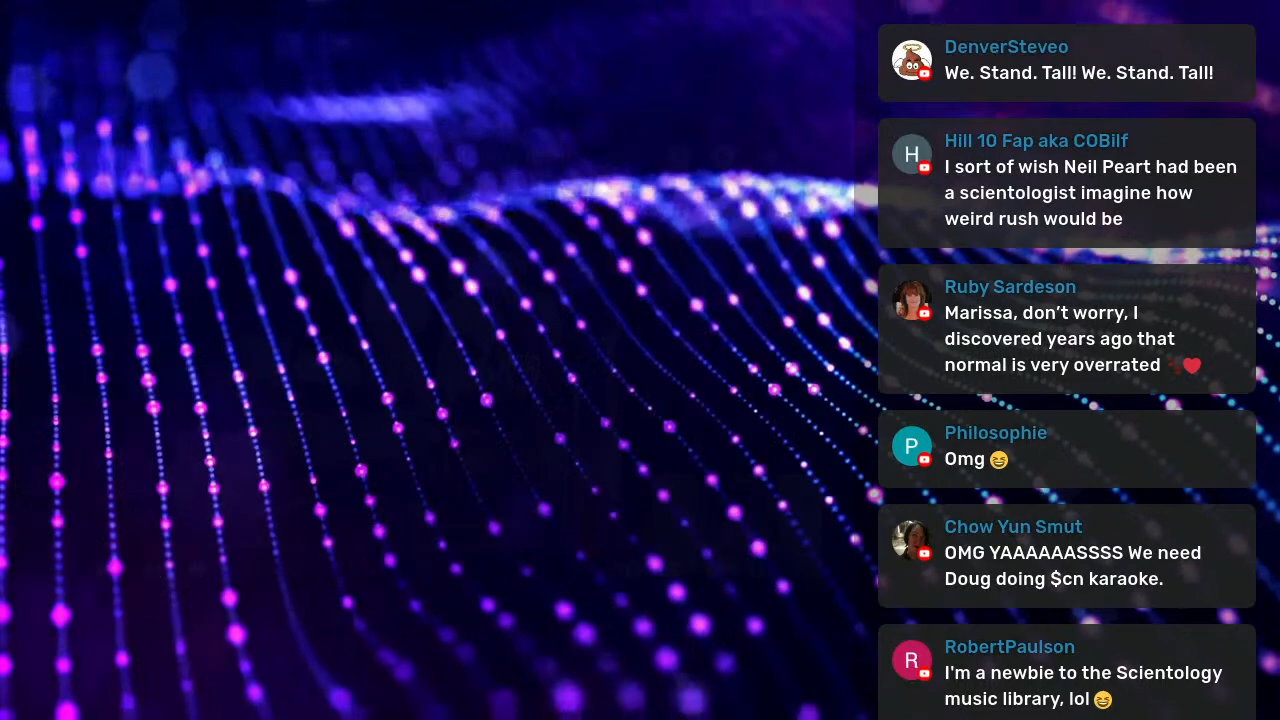 DenverSteveo
We. Stand. Tall! We. Stand. Tall!
Hill 10 Fap aka COBilf
H
I sort of wish Neil Peart had been
a scientologist imagine how
weird rush would be
Ruby Sardeson
Marissa, don’t worry, I
discovered years ago that
normal is very overrated
Philosophie
P
Omg
Chow Yun Smut
OMG YAAAAAASSSS We need
Doug doing $cn karaoke.
RobertPaulson
R
I'm a newbie to the Scientology
music library, lol